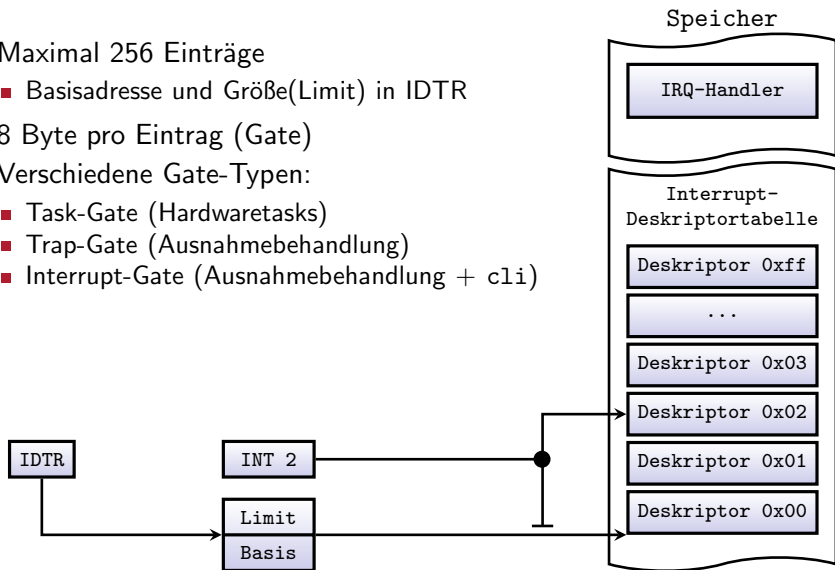 Maximal 256 Einträge
Basisadresse und Größe(Limit) in IDTR
8 Byte pro Eintrag (Gate)
Verschiedene Gate-Typen:
Task-Gate (Hardwaretasks)
Trap-Gate (Ausnahmebehandlung)
Interrupt-Gate (Ausnahmebehandlung + cli)
Speicher
IRQ-Handler
Interrupt-
Deskriptortabelle
Deskriptor 0xff
...
Deskriptor 0x03
Deskriptor 0x02
Deskriptor 0x01
Deskriptor 0x00
IDTR
INT 2
Limit
Basis